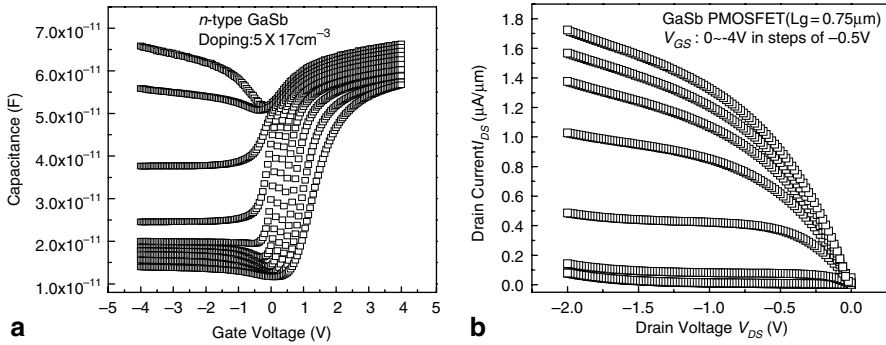 n-type GaSb
Doping:5 X 17cm−3
7.0x10−11
6.0x10−11
5.0x10−11
4.0x10−11
3.0x10−11
2.0x10−11
1.0x10−11
Capacitance (F)
−5 −4 −3 −2 −1 0 1 2 3 4 5
Gate Voltage (V)
a
GaSb PMOSFET(Lg=0.75μm)
VGS : 0~-4V in steps of −0.5V
1.8
1.6
1.4
1.2
1.0
0.8
0.6
0.4
0.2
0.0
Drain CurrentIDS (μA/μm)
−2.0 −1.5 −1.0 −0.5 0.0
Drain Voltage VDS (V)
b